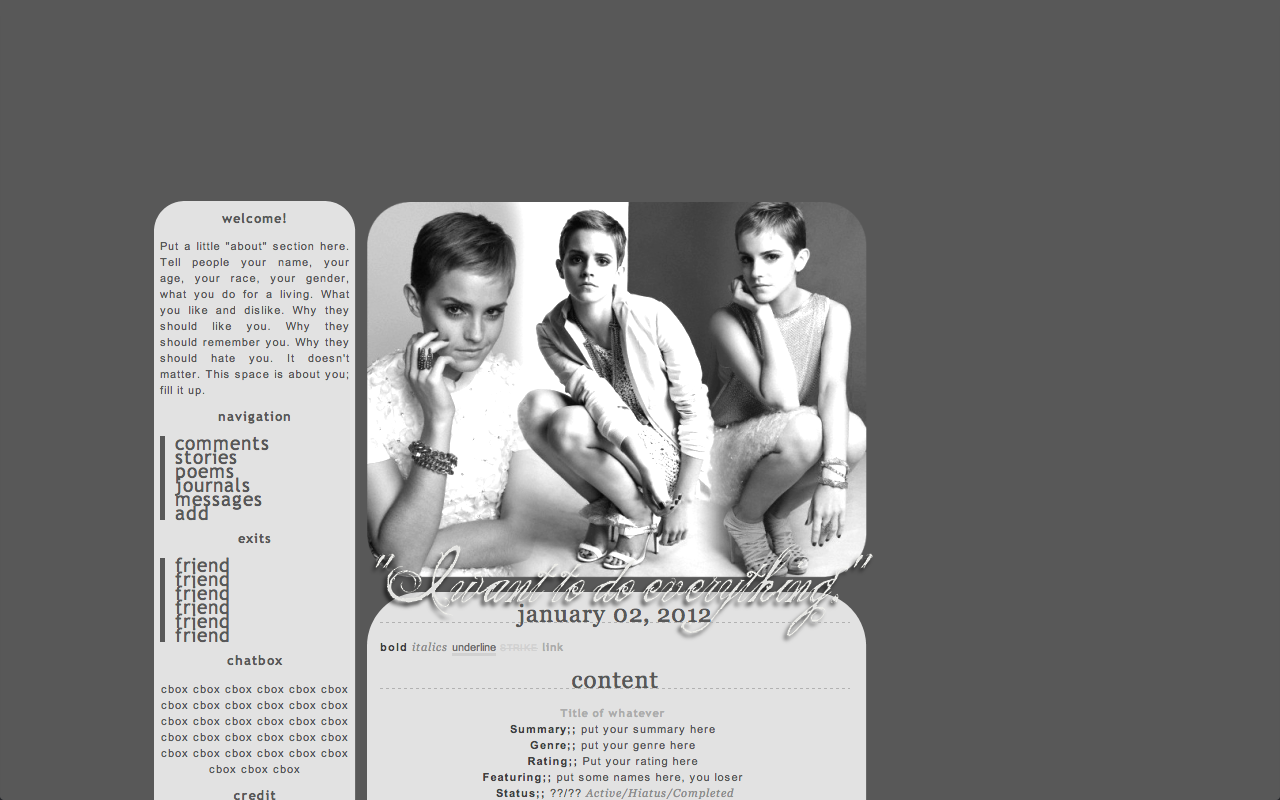 welcome!
Put a little "about" section here.
Tell people your name, your
age, your race, your gender,
what you do for a living. What
you like and dislike. Why they
should like you. Why they
should remember you. Why they
should hate you. It doesn't
matter. This space is about you;
fill it up.
navigation
comments
stories
poems
journals
messages
add
exits
friend
friend
friend
friend
friend
friend
chatbox
cbox cbox cbox cbox cbox cbox
cbox cbox cbox cbox cbox cbox
cbox cbox cbox cbox cbox cbox
cbox cbox cbox cbox cbox cbox
cbox cbox cbox cbox cbox cbox
cbox cbox cbox
credit
"I want to do everything."
january 02, 2012
bold italics underline STRIKE link
content
Title of whatever
Summary;; put your summary here
Genre;; put your genre here
Rating;; Put your rating here
Featuring;; put some names here, you loser
Status;; ??/?? Active/Hiatus/Completed